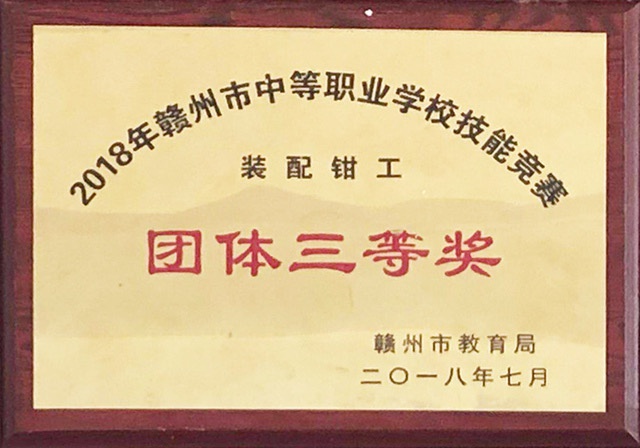 2018年赣州市中等职业学校技能竞赛
装配钳工
团体三等奖
赣州市教育局
二〇一八年七月